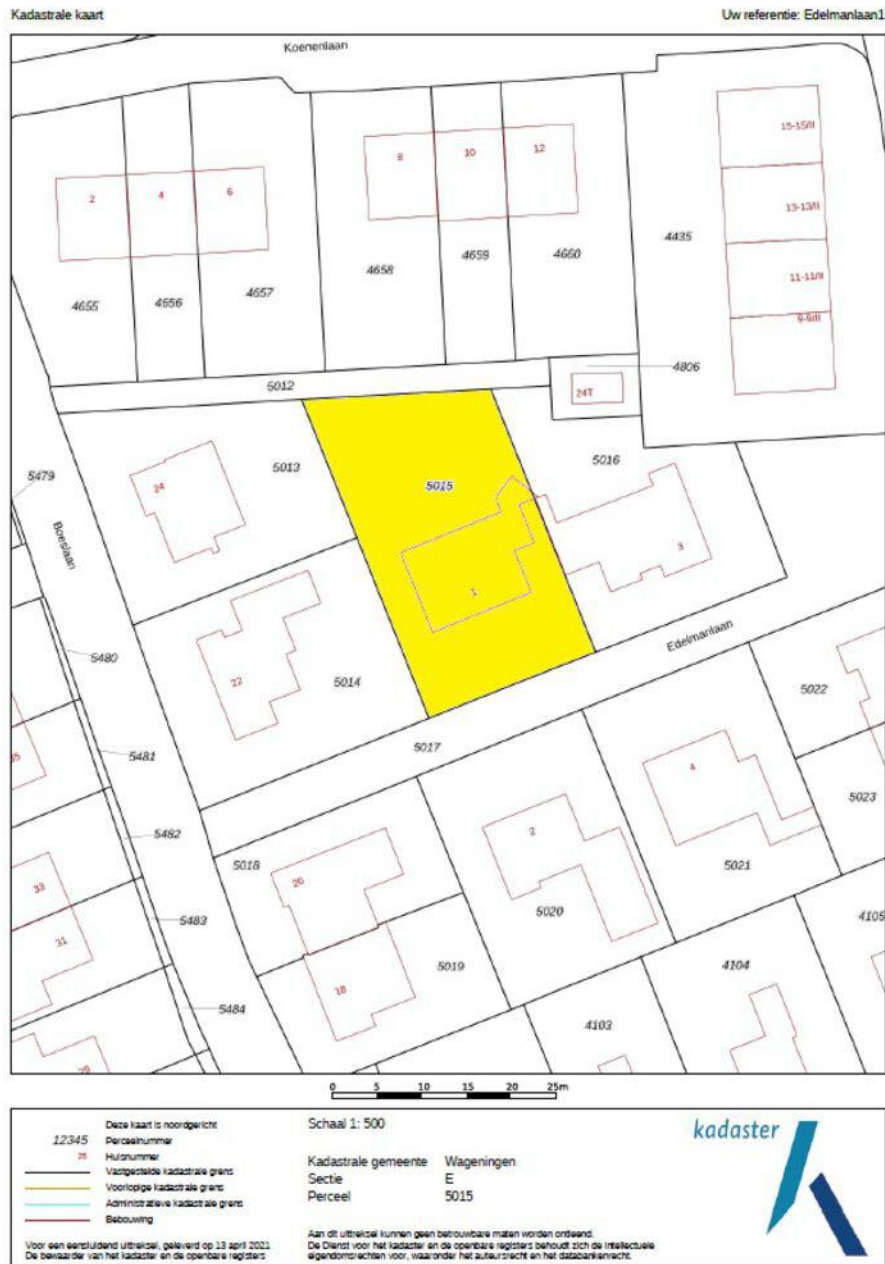 Kadastrale kaart
Uw referentie: Edelmanlaan1
Koenenlaan
15-15/II
8
10
12
2
4
6
13-13/II
4435
4658
4659
4660
4655
4656
4657
11-11/II
9-9/II
5012
4806
24T
5479
24
5013
5015
5016
Boeslaan
3
1
Edelmanlaan
5480
22
5014
5022
35
5481
5017
4
5023
5482
5018
2
33
20
5021
5483
5020
4105
31
5019
4104
18
5484
4103
29
0 5 10 15 20 25m
Deze kaart is noordgericht
12345 Perceelnummer
25 Huisnummer
Vastgestelde kadastrale grens
Voorlopige kadastrale grens
Administratieve kadastrale grens
Bebouwing
Voor een eensluidend uittreksel, geleverd op 13 april 2021
De bewaarder van het kadaster en de openbare registers
Schaal 1: 500
Kadastrale gemeente Wageningen
Sectie E
Perceel 5015
Aan dit uittreksel kunnen geen betrouwbare maten worden ontleend.
De Dienst voor het kadaster en de openbare registers behoudt zich de intellectuele
eigendomsrechten voor, waaronder het auteursrecht en het databankenrecht.
kadaster